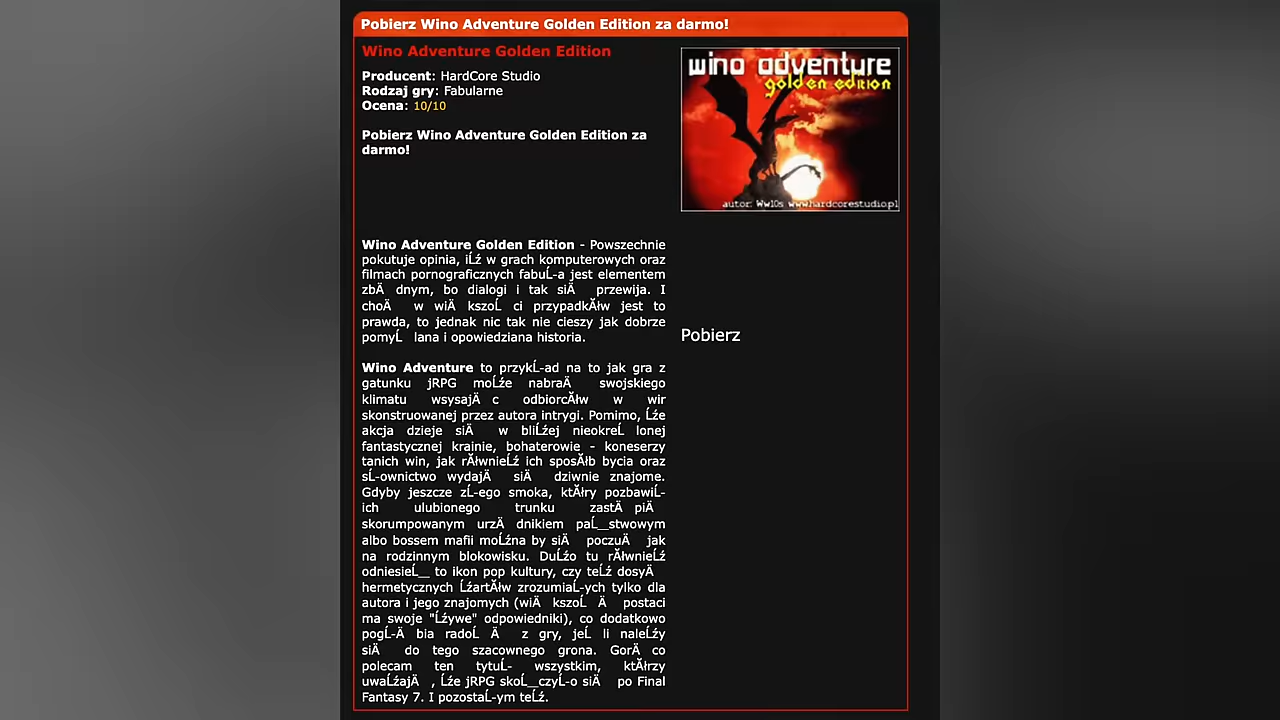 Pobierz Wino Adventure Golden Edition za darmo!
Wino Adventure Golden Edition
Producent: HardCore Studio
Rodzaj gry: Fabularne
Ocena: 10/10
Pobierz Wino Adventure Golden Edition za
darmo!
wino adventure
golden edition
autor: Ww10s www.hardcorestudio.pl
Wino Adventure Golden Edition - Powszechnie
pokutuje opinia, iĹź w grach komputerowych oraz
filmach pornograficznych fabuĹ-a jest elementem
zbÄ dnym, bo dialogi i tak siÄ przewija. I
choÄ w wiÄ kszoĹ ci przypadkĂłw jest to
prawda, to jednak nic tak nie cieszy jak dobrze
pomyĹ lana i opowiedziana historia.
Pobierz
Wino Adventure to przykĹ-ad na to jak gra z
gatunku jRPG moĹźe nabraÄ swojskiego
klimatu wsysajÄ c odbiorcĂłw w wir
skonstruowanej przez autora intrygi. Pomimo, Ĺźe
akcja dzieje siÄ w bliĹźej nieokreĹ lonej
fantastycznej krainie, bohaterowie - koneserzy
tanich win, jak rĂłwnieĹź ich sposĂłb bycia oraz
sĹ-ownictwo wydajÄ siÄ dziwnie znajome.
Gdyby jeszcze zĹ-ego smoka, ktĂłry pozbawiĹ-
ich ulubionego trunku zastÄ piÄ
skorumpowanym urzÄ dnikiem paĹ__stwowym
albo bossem mafii moĹźna by siÄ poczuÄ jak
na rodzinnym blokowisku. DuĹźo tu rĂłwnieĹź
odniesieĹ__ to ikon pop kultury, czy teĹź dosyÄ
hermetycznych ĹźartĂłw zrozumiaĹ-ych tylko dla
autora i jego znajomych (wiÄ kszoĹ Ä postaci
ma swoje "Ĺźywe" odpowiedniki), co dodatkowo
pogĹ-Ä bia radoĹ Ä z gry, jeĹ li naleĹźy
siÄ do tego szacownego grona. GorÄ co
polecam ten tytuĹ- wszystkim, ktĂłrzy
uwaĹźajÄ , Ĺźe jRPG skoĹ__czyĹ-o siÄ po Final
Fantasy 7. I pozostaĹ-ym teĹź.